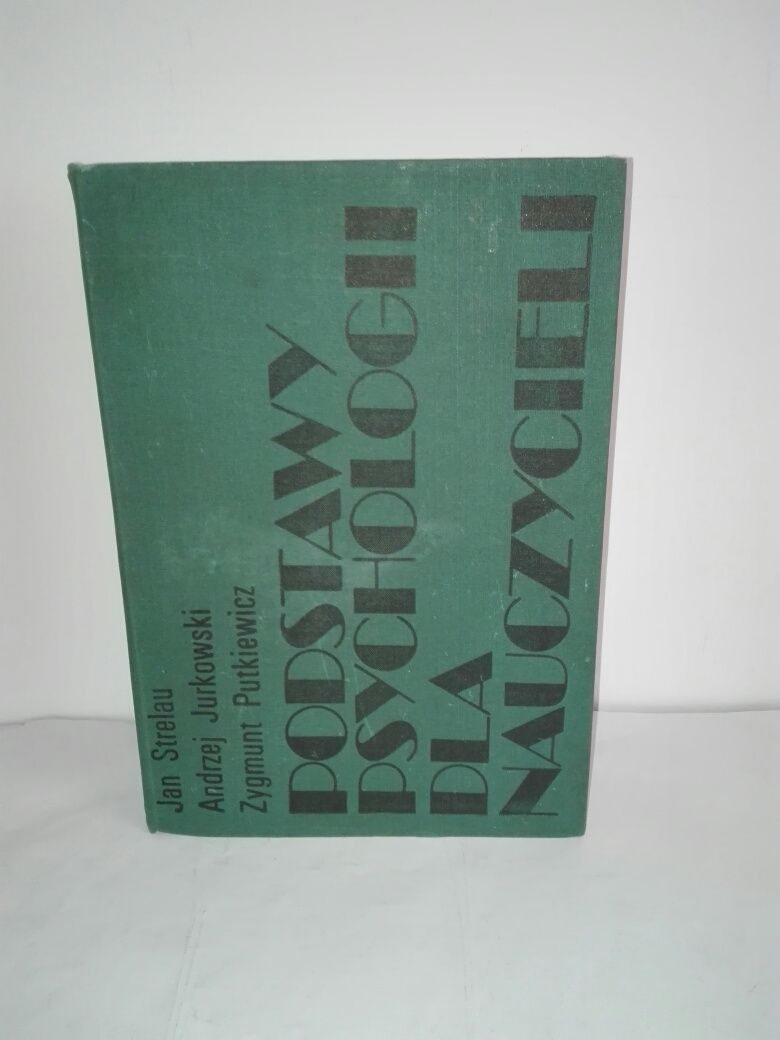 Jan Strelau
Andrzej Jurkowski
Zygmunt Putkiewicz
PODSTAWY
PSYCHOLOGII
DLA
NAUCZYCIELI